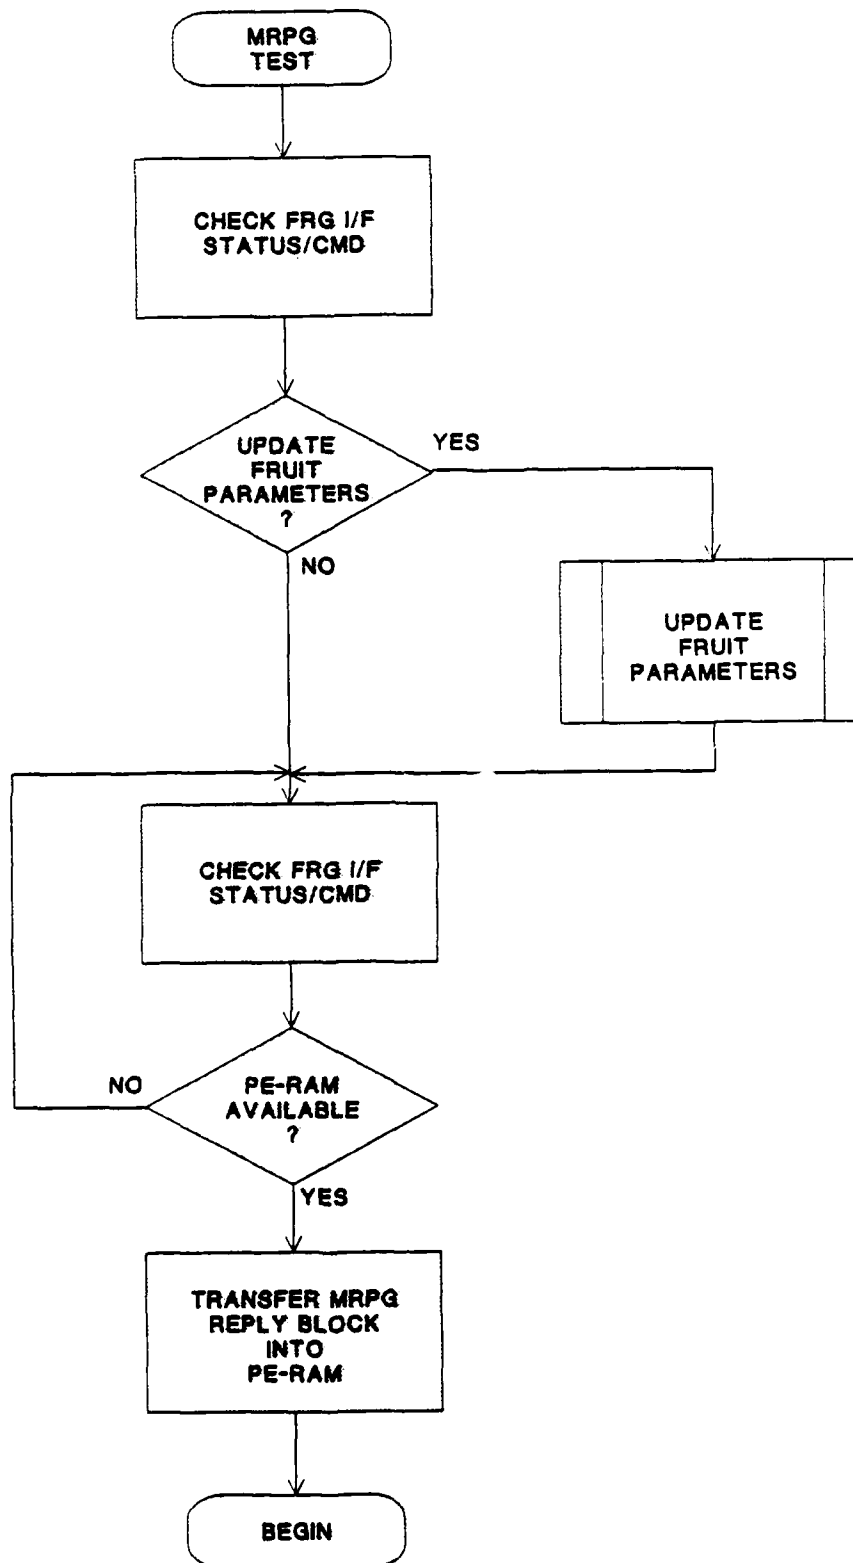 MRPG
TEST
CHECK FRG I/F
STATUS/CMD
UPDATE
FRUIT
PARAMETERS
?
YES
NO
UPDATE
FRUIT
PARAMETERS
CHECK FRG I/F
STATUS/CMD
NO
PE-RAM
AVAILABLE
?
YES
TRANSFER MRPG
REPLY BLOCK
INTO
PE-RAM
BEGIN